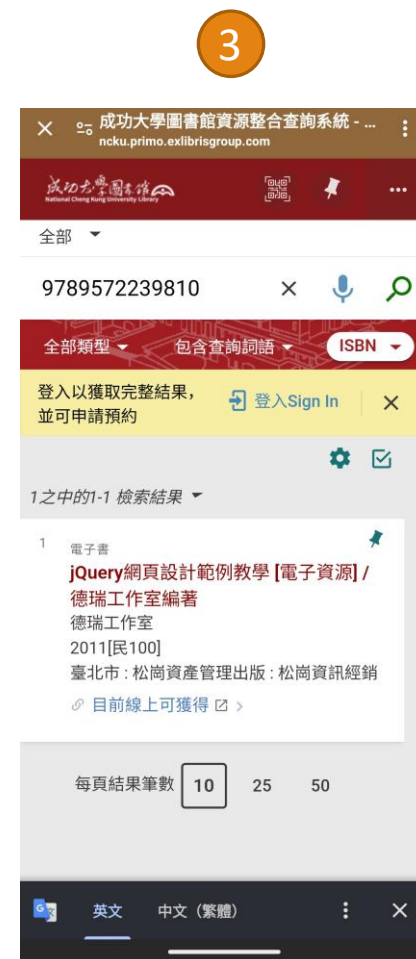 3
成功大學圖書館資源整合查詢系統 - ...
ncku.primo.exlibrisgroup.com
成功大學圖書館
National Cheng Kung University Library
全部
9789572239810
全部類型
包含查詢詞語
ISBN
登入以獲取完整結果，
並可申請預約
登入Sign In
1之中的1-1 檢索結果
1
電子書
jQuery網頁設計範例教學 [電子資源] /
德瑞工作室編著
德瑞工作室
2011[民100]
臺北市 : 松崗資產管理出版 : 松崗資訊經銷
目前線上可獲得
每頁結果筆數 10 25 50
英文 中文（繁體）